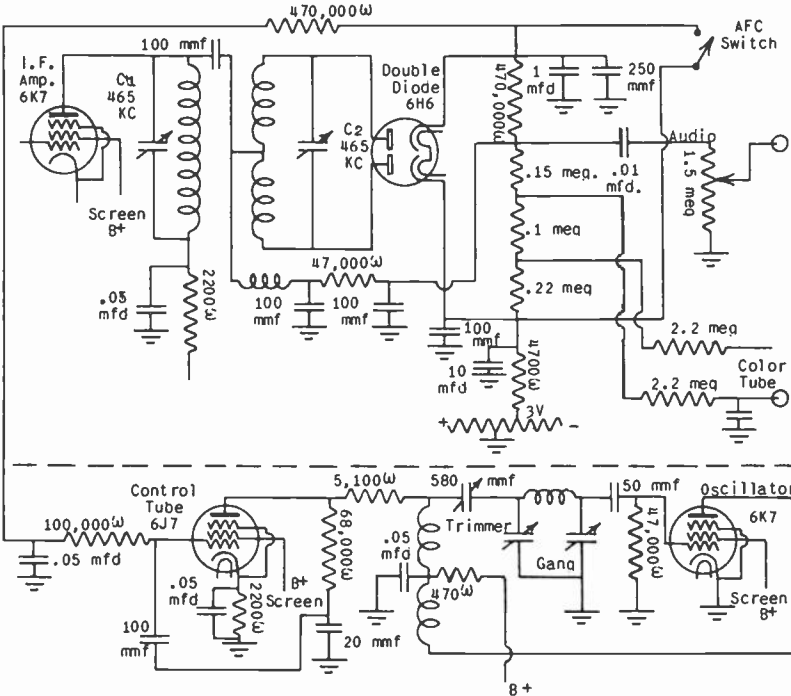 470,000ω
AFC
Switch
100 mmf
I.F.
Amp.
6K7
C1
465
KC
Double
Diode
6H6
C2
465
KC
470,000ω
1
mfd
250
mmf
Audio
.01
mfd.
1.5 meg
.15 meg.
.1 meg
.22 meg
Screen
B+
.05
mfd
2200ω
47,000ω
100
mmf
100
mmf
100
mmf
10
mfd
4700ω
2.2 meg
2.2 meg
Color
Tube
+ 3V -
Control
Tube
6J7
5,100ω
580 mmf
Trimmer
50 mmf
Oscillator
6K7
100,000ω
.05 mfd
68,000ω
.05
mfd
Gang
47,000ω
.05
mfd
2200ω
B+
Screen
470ω
Screen
B+
100
mmf
20 mmf
B+